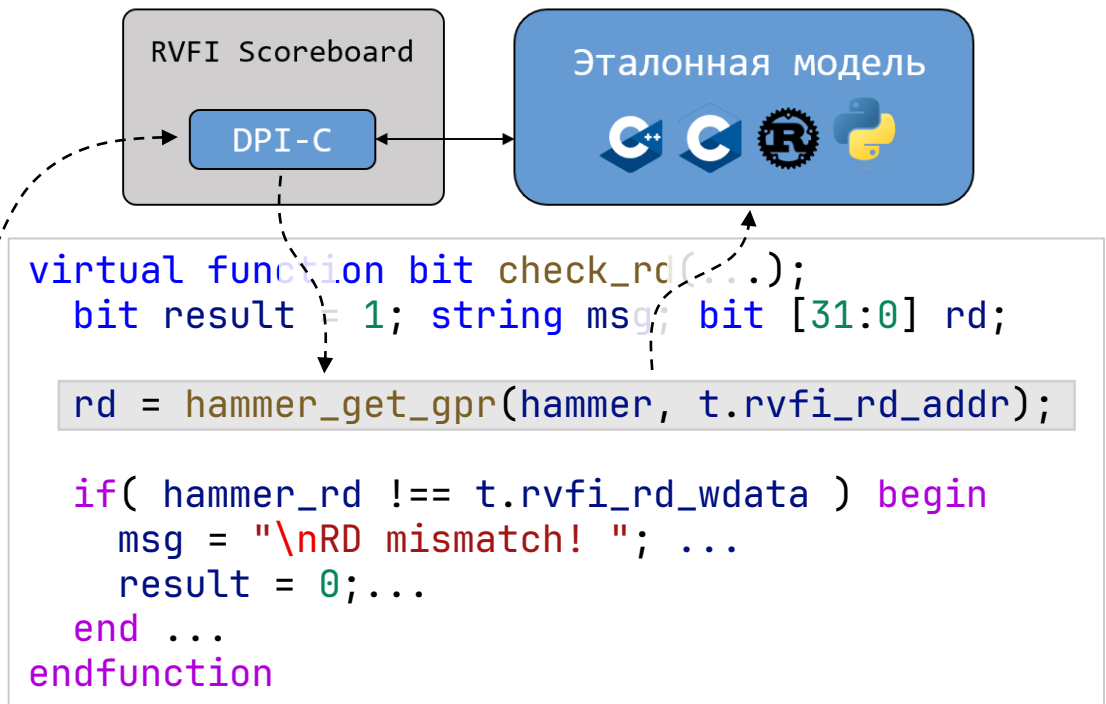 RVFI Scoreboard
DPI-C
Эталонная модель
C++
C
R
virtual function bit check_rd(...);
bit result = 1; string msg; bit [31:0] rd;
rd = hammer_get_gpr(hammer, t.rvfi_rd_addr);
if( hammer_rd !== t.rvfi_rd_wdata ) begin
msg = "\nRD mismatch! "; ...
result = 0;...
end ...
endfunction